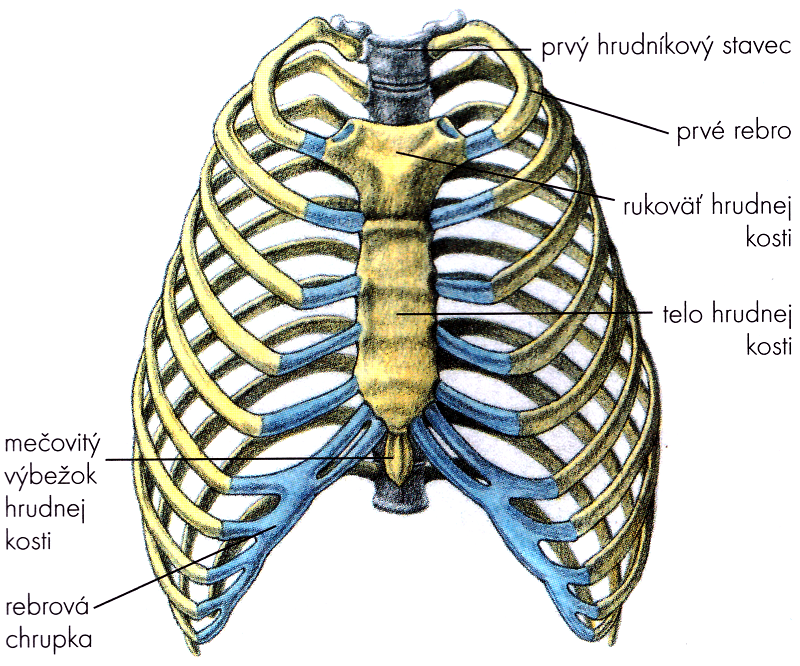 prvý hrudníkový stavec
prvé rebro
rukoväť hrudnej
kosti
telo hrudnej
kosti
mečovitý
výbežok
hrudnej
kosti
rebrová
chrupka